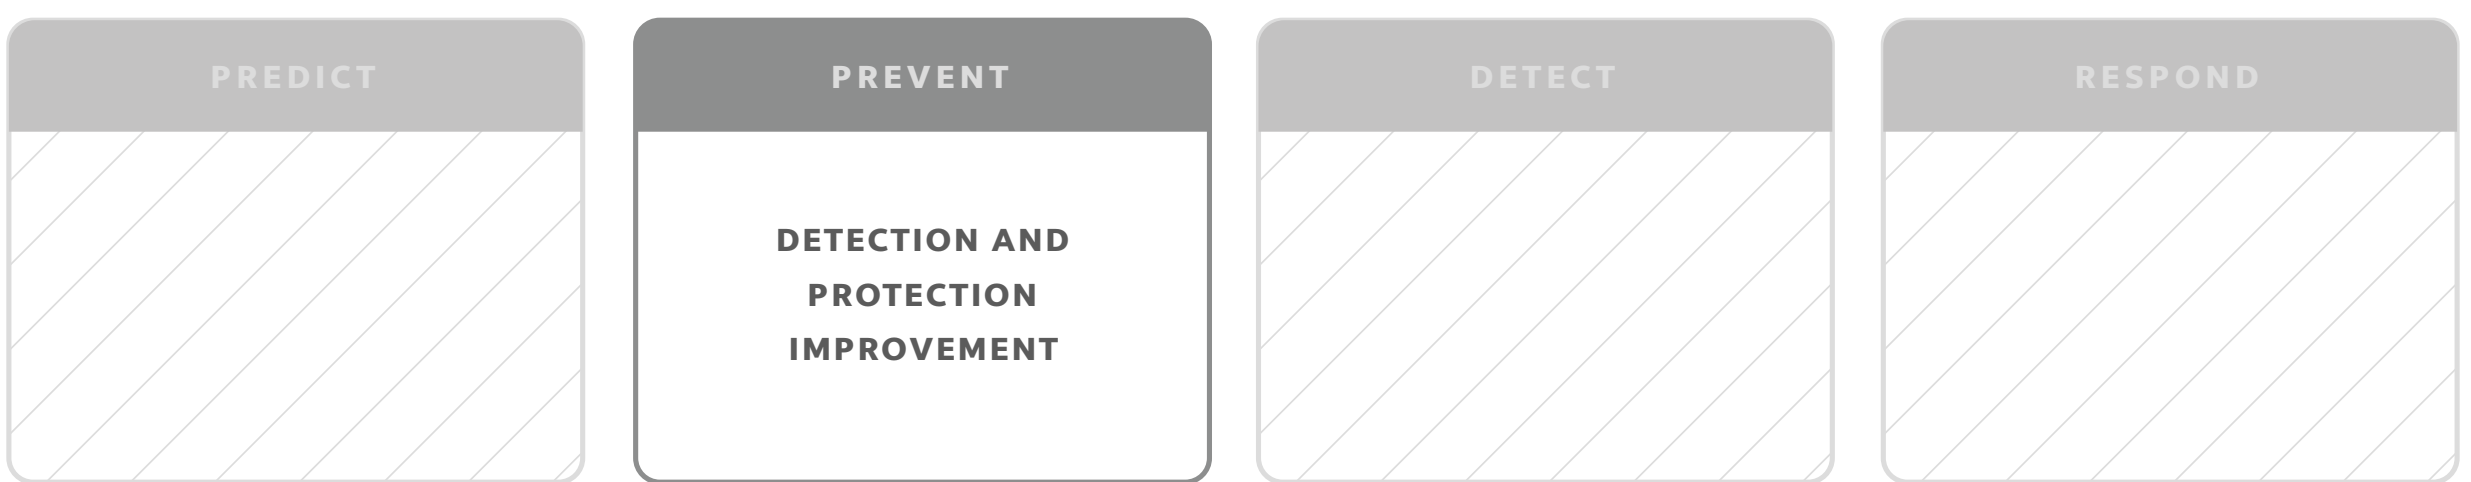 PREDICT
PREVENT
DETECT
RESPOND
DETECTION AND
PROTECTION
IMPROVEMENT